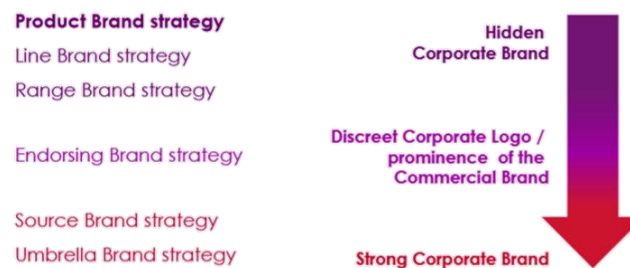 Product Brand strategy
Line Brand strategy
Range Brand strategy
Endorsing Brand strategy
Source Brand strategy
Umbrella Brand strategy
Hidden
Corporate Brand
Discreet Corporate Logo /
prominence of the
Commercial Brand
Strong Corporate Brand